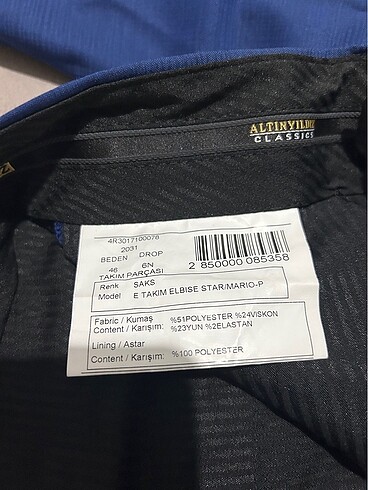 ALTINYILDIZ
CLASSICS
4R3017100078
2031
BEDEN DROP
46 6N
TAKIM PARÇASI
2 850000 085358
Renk SAKS
Model E TAKIM ELBISE STAR/MARIO-P
Fabric / Kumaş %51POLYESTER %24VISKON
Content / Karışım: %23YUN %2ELASTAN
Lining / Astar
Content / Karışım: %100 POLYESTER